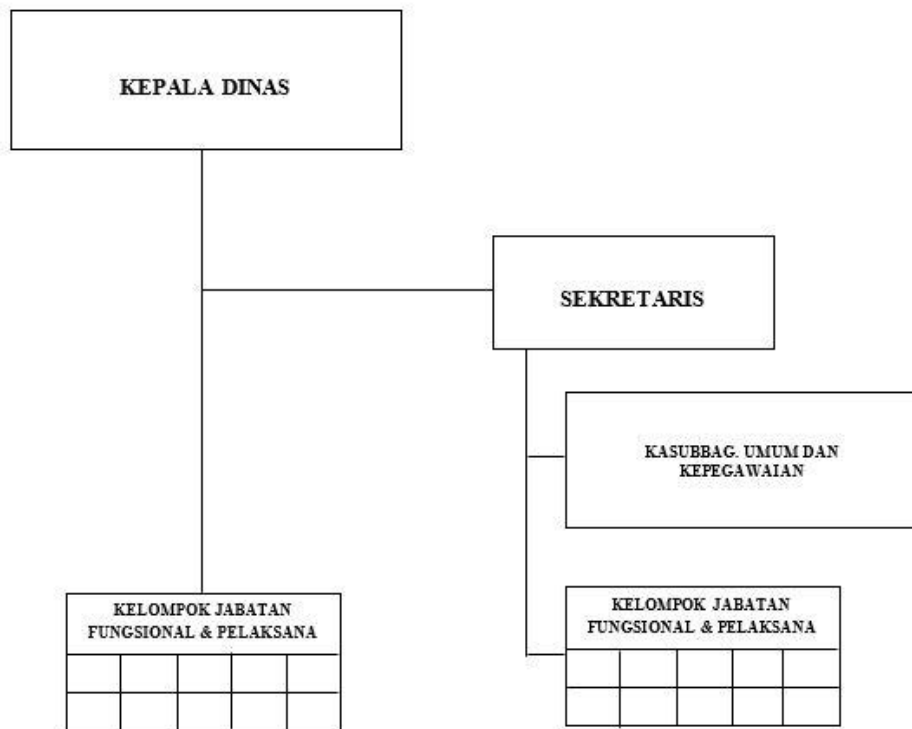 KEPALA DINAS
SEKRETARIS
KASUBBAG. UMUM DAN
KEPEGAWAIAN
KELOMPOK JABATAN
FUNGSIONAL & PELAKSANA
KELOMPOK JABATAN
FUNGSIONAL & PELAKSANA